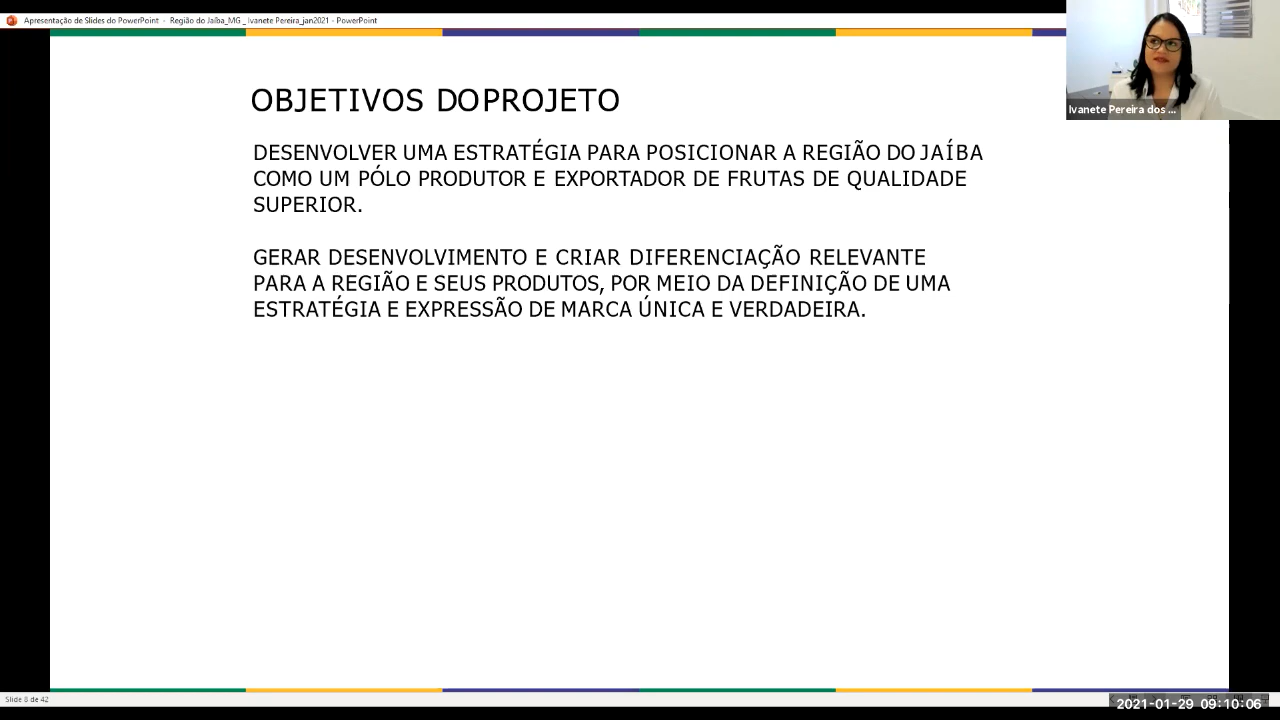 Apresentação de Slides do PowerPoint - Região do Jaíba_MG _ Ivanete Pereira_jan2021 - PowerPoint
Ivanete Pereira dos ...
OBJETIVOS DOPROJETO
DESENVOLVER UMA ESTRATÉGIA PARA POSICIONAR A REGIÃO DO JAÍBA
COMO UM PÓLO PRODUTOR E EXPORTADOR DE FRUTAS DE QUALIDADE
SUPERIOR.
GERAR DESENVOLVIMENTO E CRIAR DIFERENCIAÇÃO RELEVANTE
PARA A REGIÃO E SEUS PRODUTOS, POR MEIO DA DEFINIÇÃO DE UMA
ESTRATÉGIA E EXPRESSÃO DE MARCA ÚNICA E VERDADEIRA.
Slide 8 de 42
2021-01-29 09:10:06